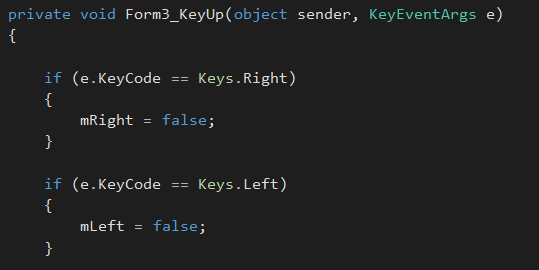 private void Form3_KeyUp(object sender, KeyEventArgs e)
{
if (e.KeyCode == Keys.Right)
{
mRight = false;
}
if (e.KeyCode == Keys.Left)
{
mLeft = false;
}